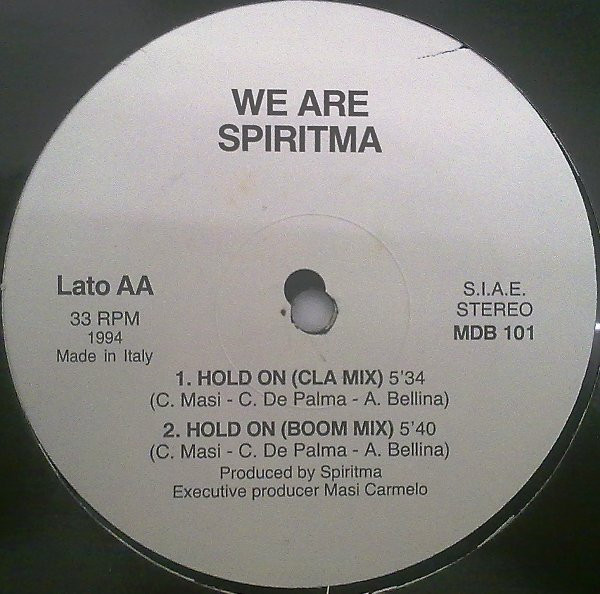 WE ARE
SPIRITMA
Lato AA
33 RPM
1994
Made in Italy
S.I.A.E.
STEREO
MDB 101
1. HOLD ON (CLA MIX) 5'34
(C. Masi - C. De Palma - A. Bellina)
2. HOLD ON (BOOM MIX) 5'40
(C. Masi - C. De Palma - A. Bellina)
Produced by Spiritma
Executive producer Masi Carmelo